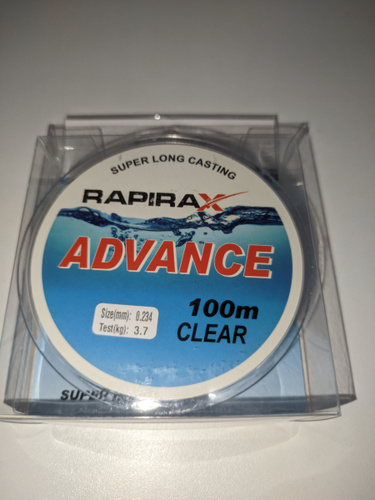 SUPER LONG CASTING
RAPIRAX
ADVANCE
Size(mm): 0.234
Test(kg): 3.7
100m
CLEAR
SUPER